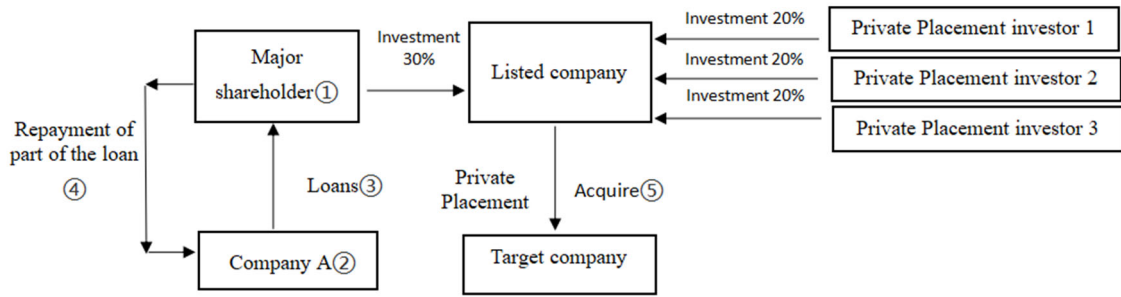 Major
shareholder①
Investment
30%
Listed company
Investment 20%
Private Placement investor 1
Investment 20%
Private Placement investor 2
Investment 20%
Private Placement investor 3
Repayment of
part of the loan
④
Loans③
Private
Placement
Acquire⑤
Company A②
Target company